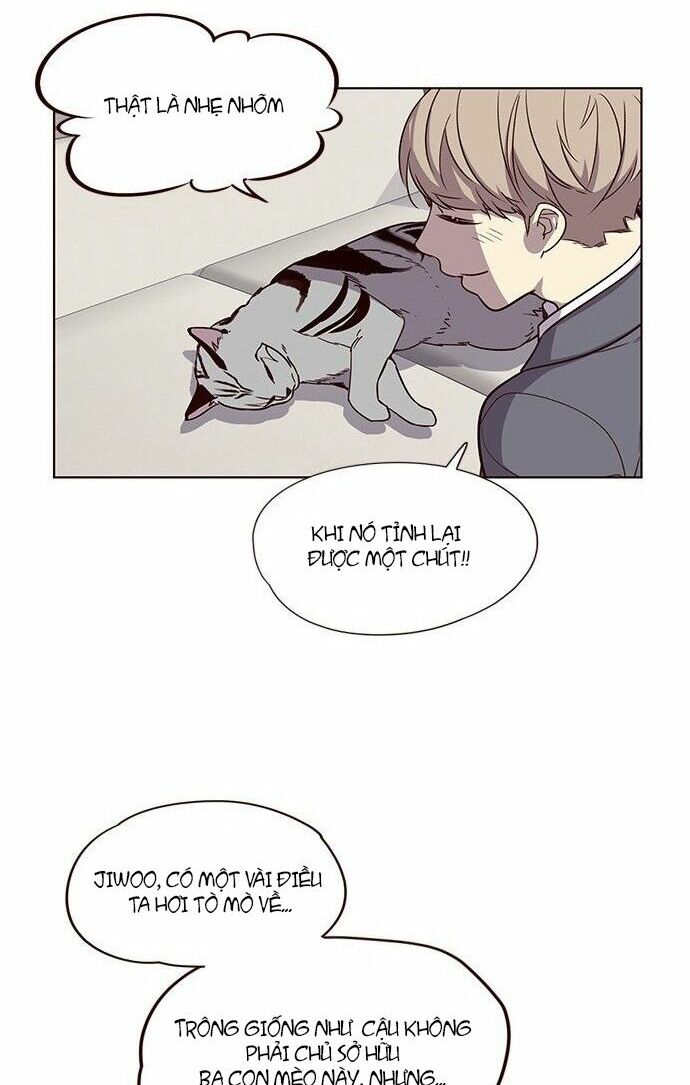 THẬT LÀ NHẸ NHÕM
KHI NÓ TỈNH LẠI
ĐƯỢC MỘT CHÚT!!
JIWOO, CÓ MỘT VÀI ĐIỀU
TA HƠI TÒ MÒ VỀ...
TRÔNG GIỐNG NHƯ CẬU KHÔNG
PHẢI CHỦ SỞ HỮU
BA CON MÈO NÀY, NHƯNG...